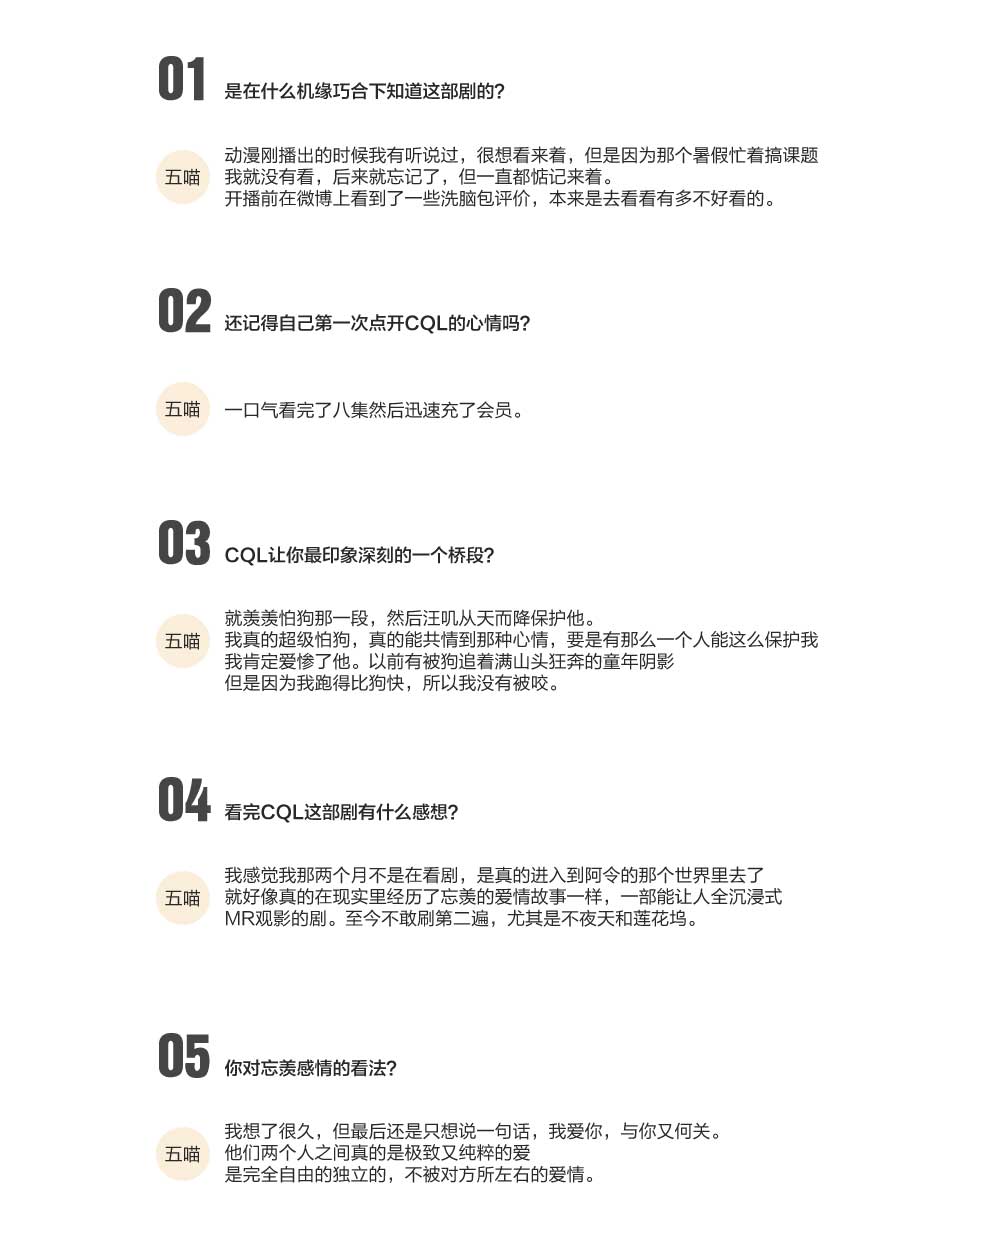 01
是在什么机缘巧合下知道这部剧的?
动漫刚播出的时候我有听说过，很想看来着，但是因为那个暑假忙着搞课题
五喵
我就没有看，后来就忘记了，但一直都惦记来着。
开播前在微博上看到了一些洗脑包评价，本来是去看看有多不好看的。
02
还记得自己第一次点开CQL的心情吗?
五喵
一口气看完了八集然后迅速充了会员。
03
CQL让你最印象深刻的一个桥段?
就羡羡怕狗那一段，然后汪叽从天而降保护他。
五喵
我真的超级怕狗，真的能共情到那种心情，要是有那么一个人能这么保护我
我肯定爱惨了他。以前有被狗追着满山头狂奔的童年阴影
但是因为我跑得比狗快，所以我没有被咬。
04
看完CQL这部剧有什么感想?
我感觉我那两个月不是在看剧，是真的进入到阿令的那个世界里去了
五喵
就好像真的在现实里经历了忘羡的爱情故事一样，一部能让人全沉浸式
MR观影的剧。至今不敢刷第二遍，尤其是不夜天和莲花坞。
05
你对忘羡感情的看法?
我想了很久，但最后还是只想说一句话，我爱你，与你又何关。
五喵
他们两个人之间真的是极致又纯粹的爱
是完全自由的独立的，不被对方所左右的爱情。